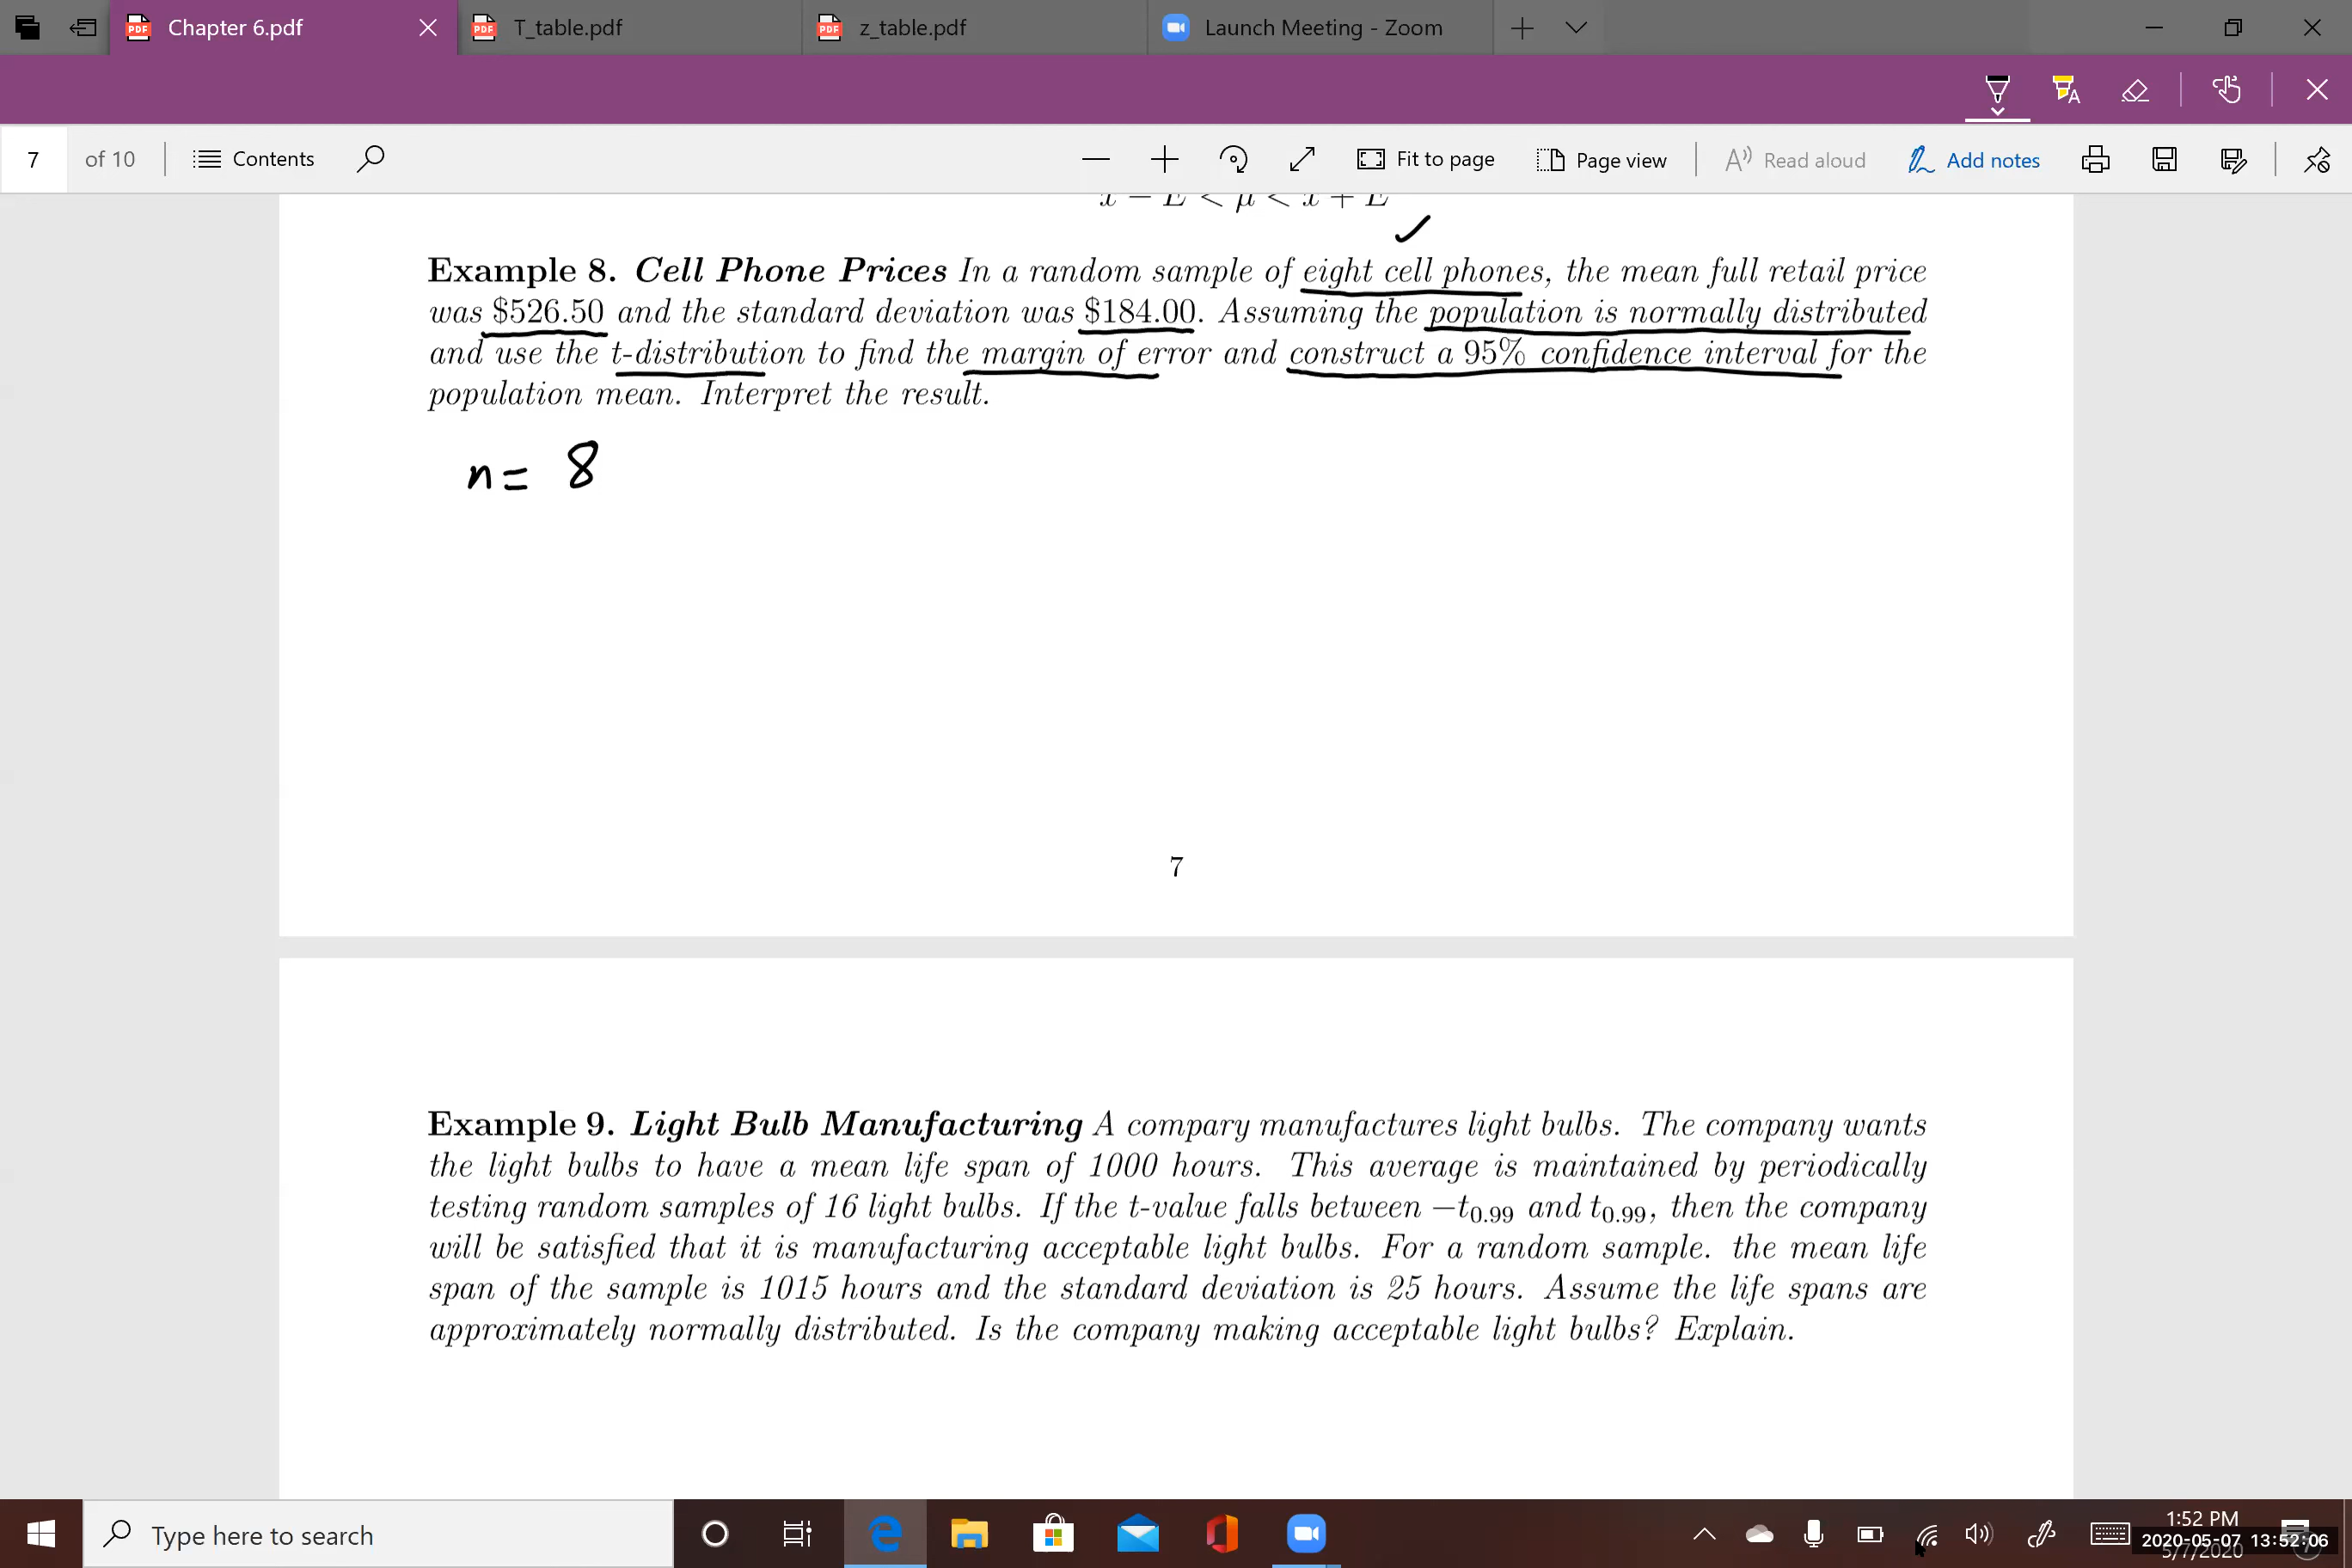 Chapter 6.pdf
T_table.pdf
z_table.pdf
Launch Meeting - Zoom
7 of 10
Contents
Fit to page
Page view
Read aloud
Add notes
x̄ − E < μ < x̄ + E
Example 8. Cell Phone Prices In a random sample of eight cell phones, the mean full retail price
was $526.50 and the standard deviation was $184.00. Assuming the population is normally distributed
and use the t-distribution to find the margin of error and construct a 95% confidence interval for the
population mean. Interpret the result.
n = 8
7
Example 9. Light Bulb Manufacturing A compary manufactures light bulbs. The company wants
the light bulbs to have a mean life span of 1000 hours. This average is maintained by periodically
testing random samples of 16 light bulbs. If the t-value falls between −t0.99 and t0.99, then the company
will be satisfied that it is manufacturing acceptable light bulbs. For a random sample. the mean life
span of the sample is 1015 hours and the standard deviation is 25 hours. Assume the life spans are
approximately normally distributed. Is the company making acceptable light bulbs? Explain.
Type here to search
1:52 PM
2020-05-07 13:52:06
5/7/2020